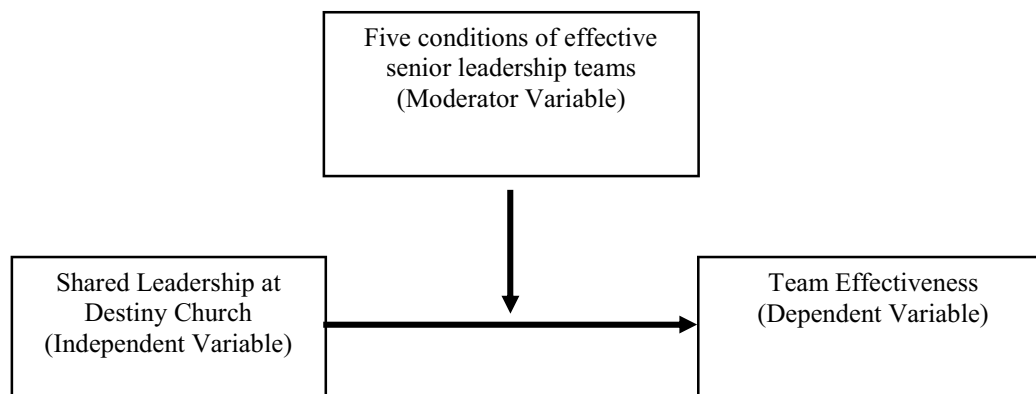 Five conditions of effective
senior leadership teams
(Moderator Variable)
Shared Leadership at
Destiny Church
(Independent Variable)
Team Effectiveness
(Dependent Variable)